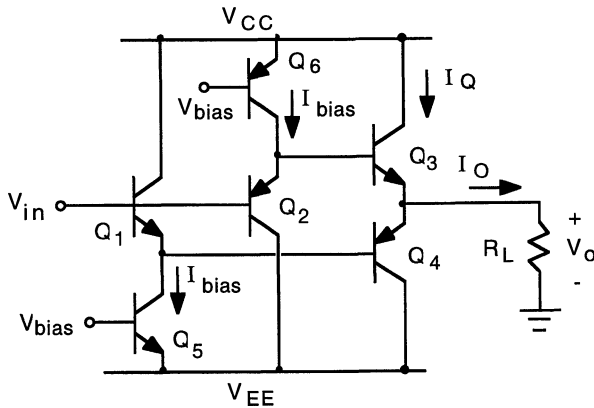 VCC
Q6
IQ
Vbias
Ibias
Q3
IO
Vin
Q2
Q1
Q4
RL
+
Vo
-
Ibias
Vbias
Q5
VEE